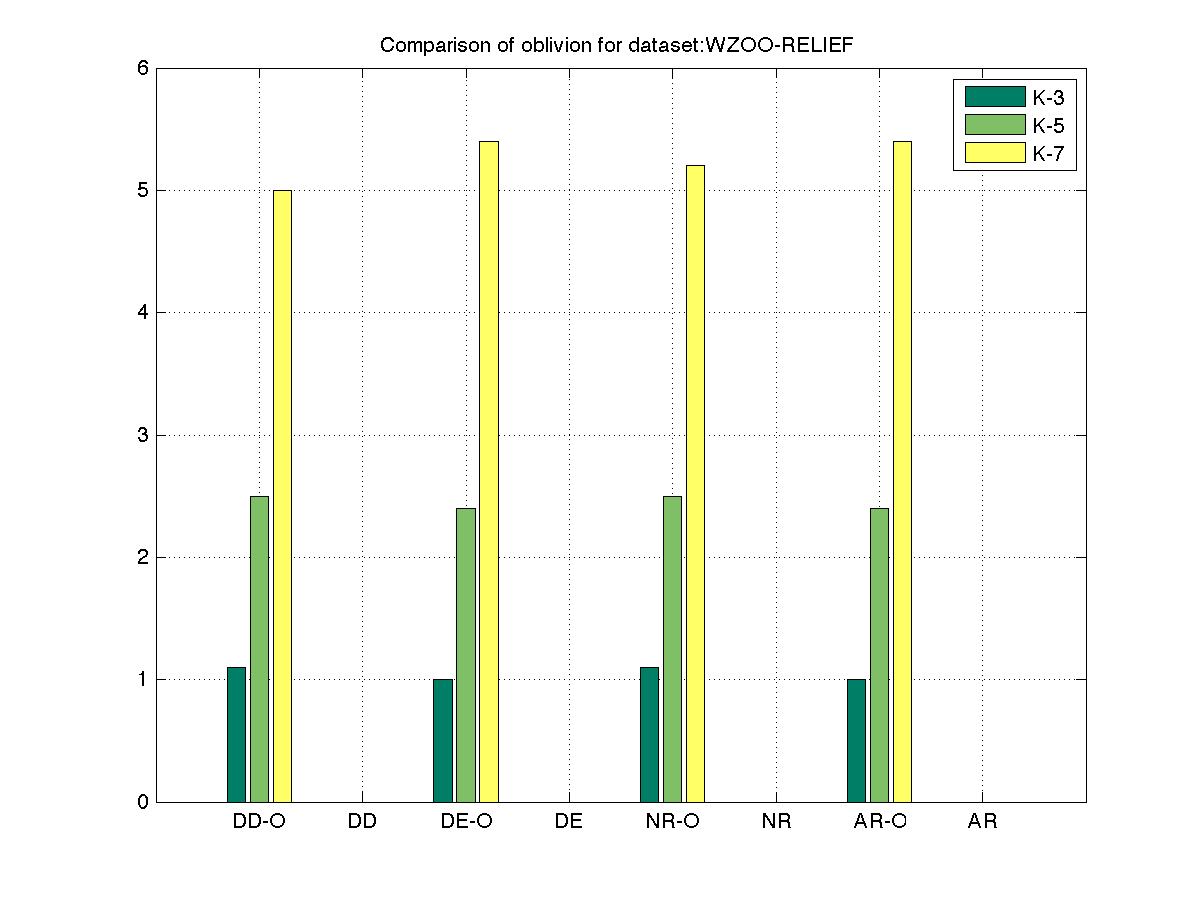 Comparison of oblivion for dataset:WZOO-RELIEF
6
5
4
3
2
1
0
K-3
K-5
K-7
DD-O DD DE-O DE NR-O NR AR-O AR